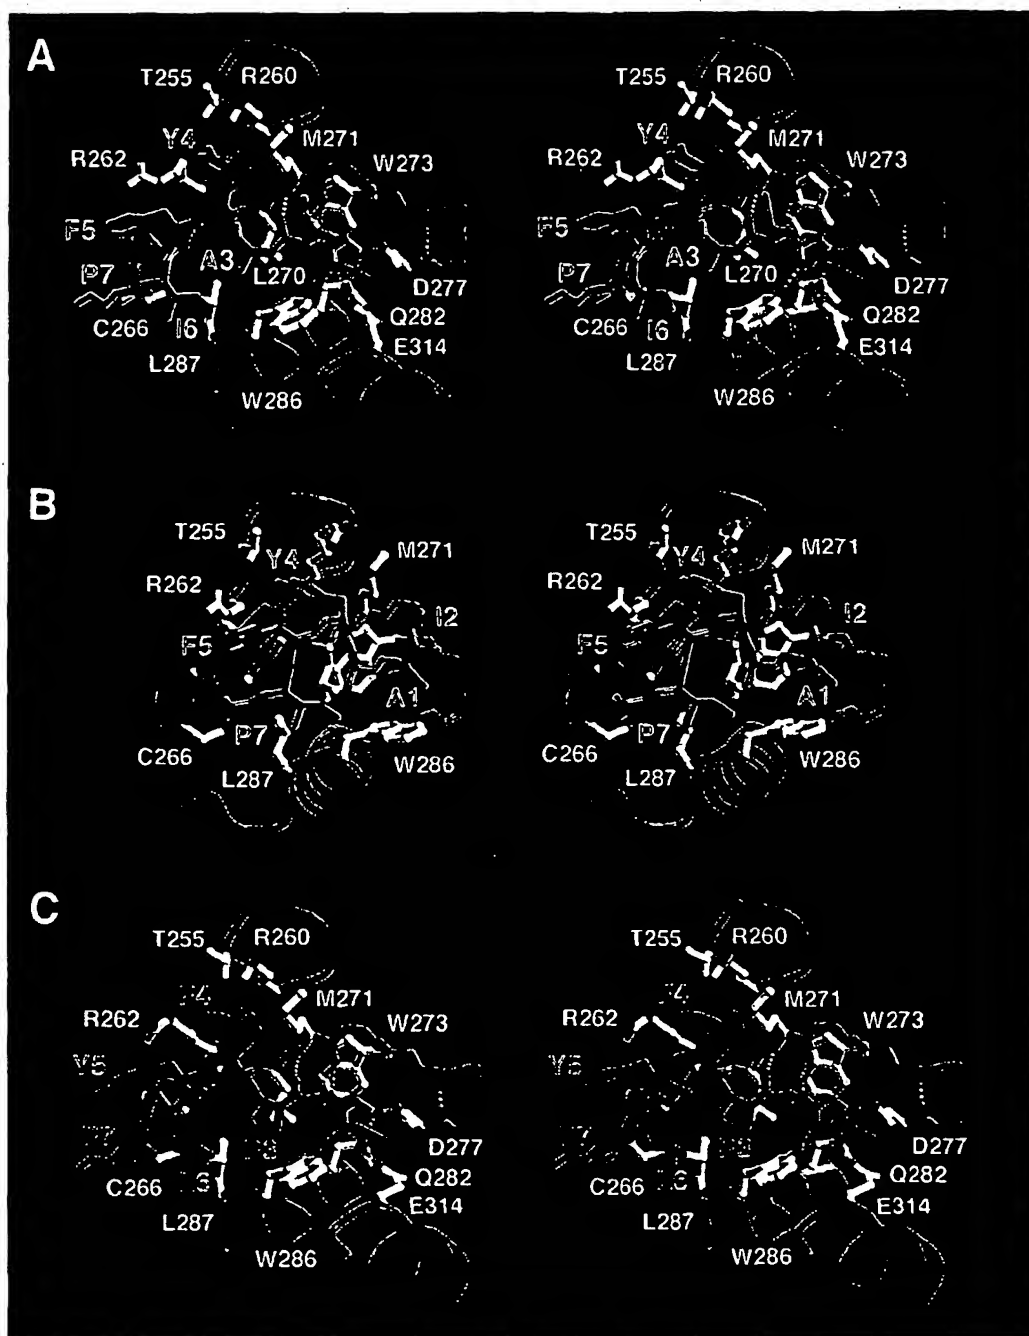 A
T255 R260 T255 R260
Y4 M271 Y4 M271
R262 W273 R262 W273
F5 F5
A3 A3
P7 L270 P7 L270
D277 D277
C266 I6 Q282 C266 I6 Q282
L287 E314 L287 E314
W286 W286
B
T255 Y4 M271 T255 Y4 M271
R262 I2 R262 I2
F5 F5
A1 A1
C266 P7 W286 C266 P7 W286
L287 L287
C
T255 R260 T255 R260
M271 M271
R262 W273 R262 W273
D277 D277
C266 Q282 C266 Q282
L287 E314 L287 E314
W286 W286